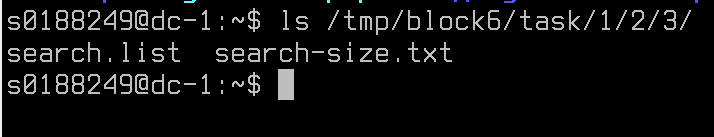 s0188249@dc-1:~$ ls /tmp/block6/task/1/2/3/
search.list  search-size.txt
s0188249@dc-1:~$